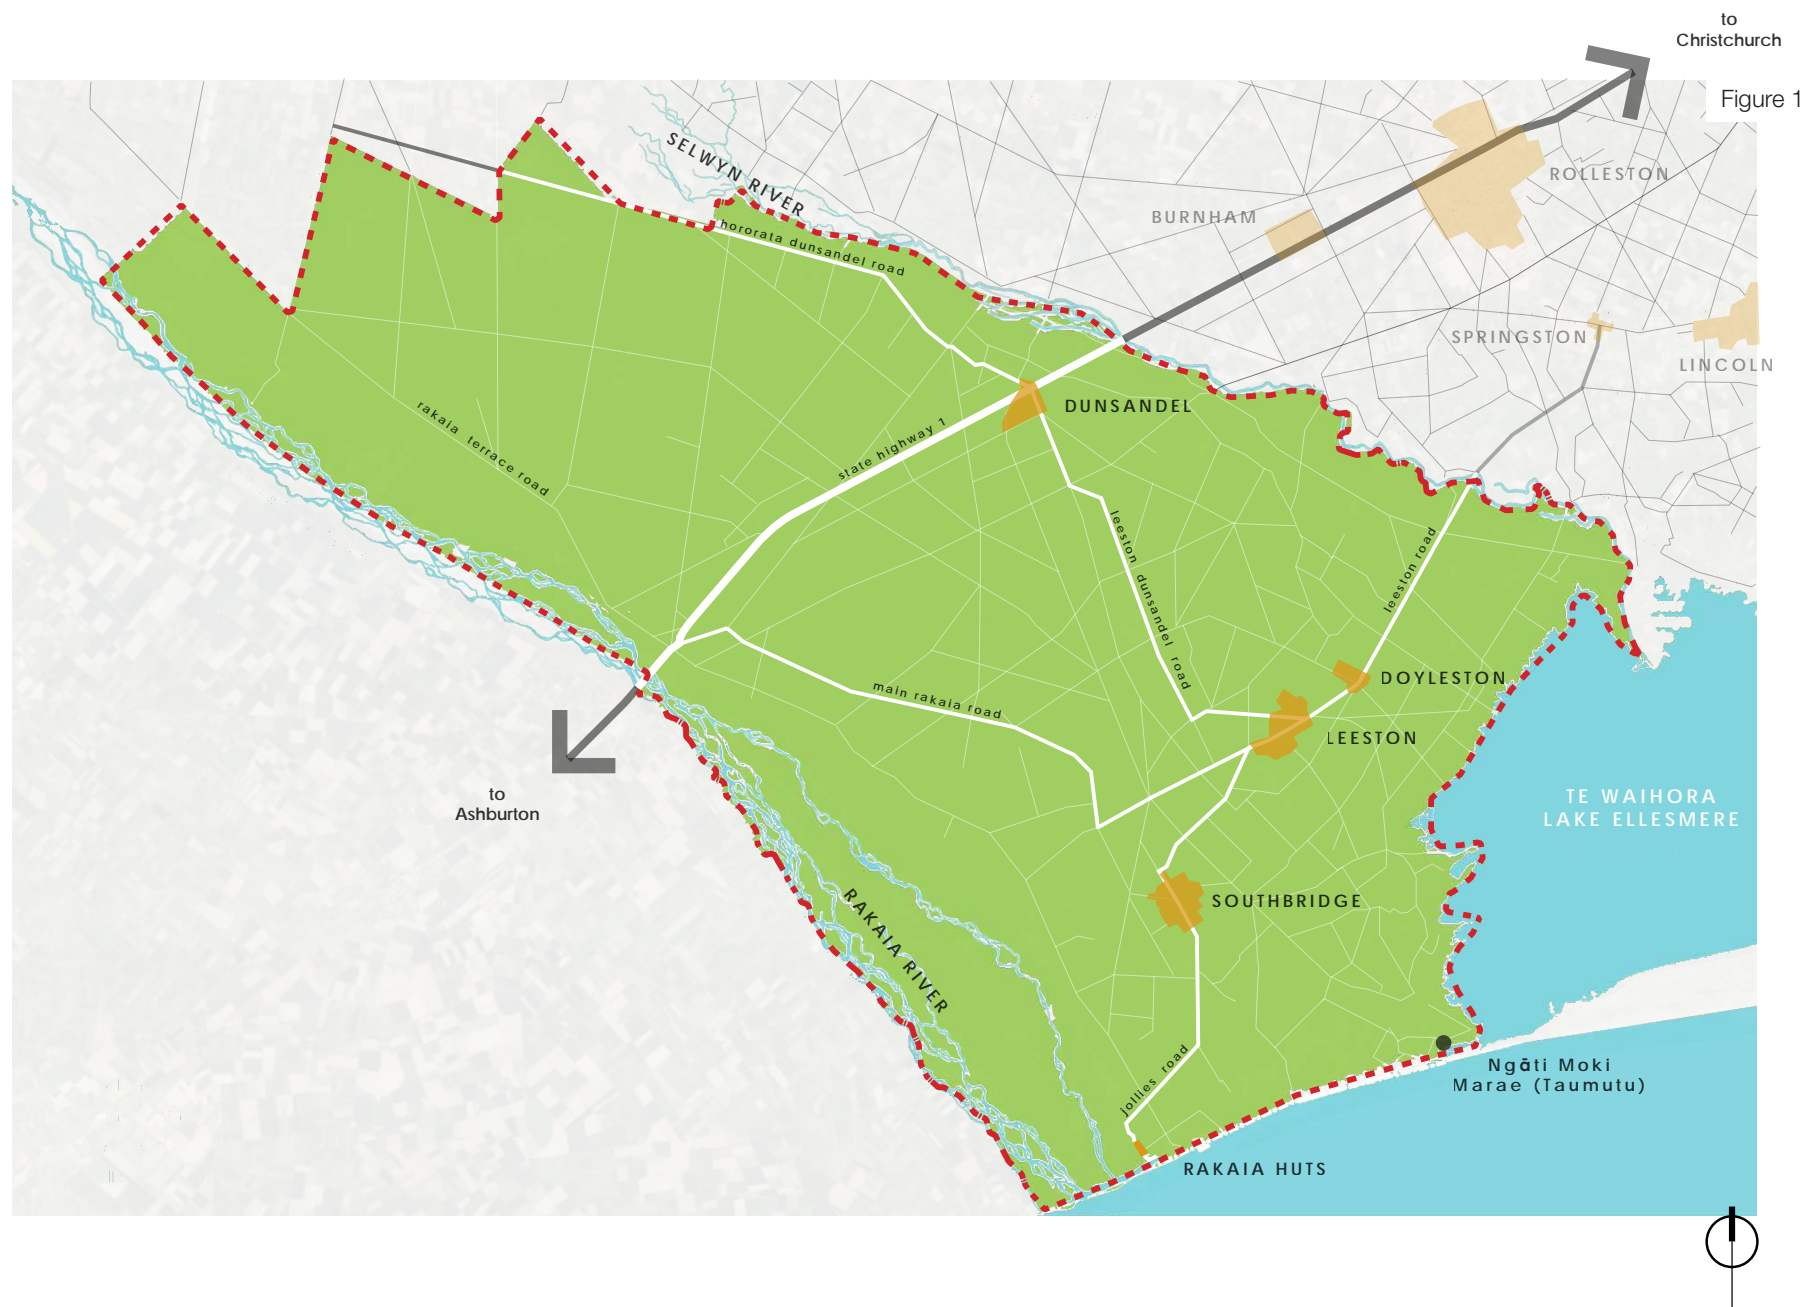 to
Christchurch
Figure 1
SELWYN RIVER
ROLLESTON
BURNHAM
hororata dunsandel road
SPRINGSTON
LINCOLN
DUNSANDEL
rakaia terrace road
state highway 1
leeston dunsandel road
leeston road
DOYLESTON
main rakaia road
LEESTON
to
Ashburton
TE WAIHORA
LAKE ELLESMERE
RAKAIA RIVER
SOUTHBRIDGE
jollies road
Ngāti Moki
Marae (Taumutu)
RAKAIA HUTS